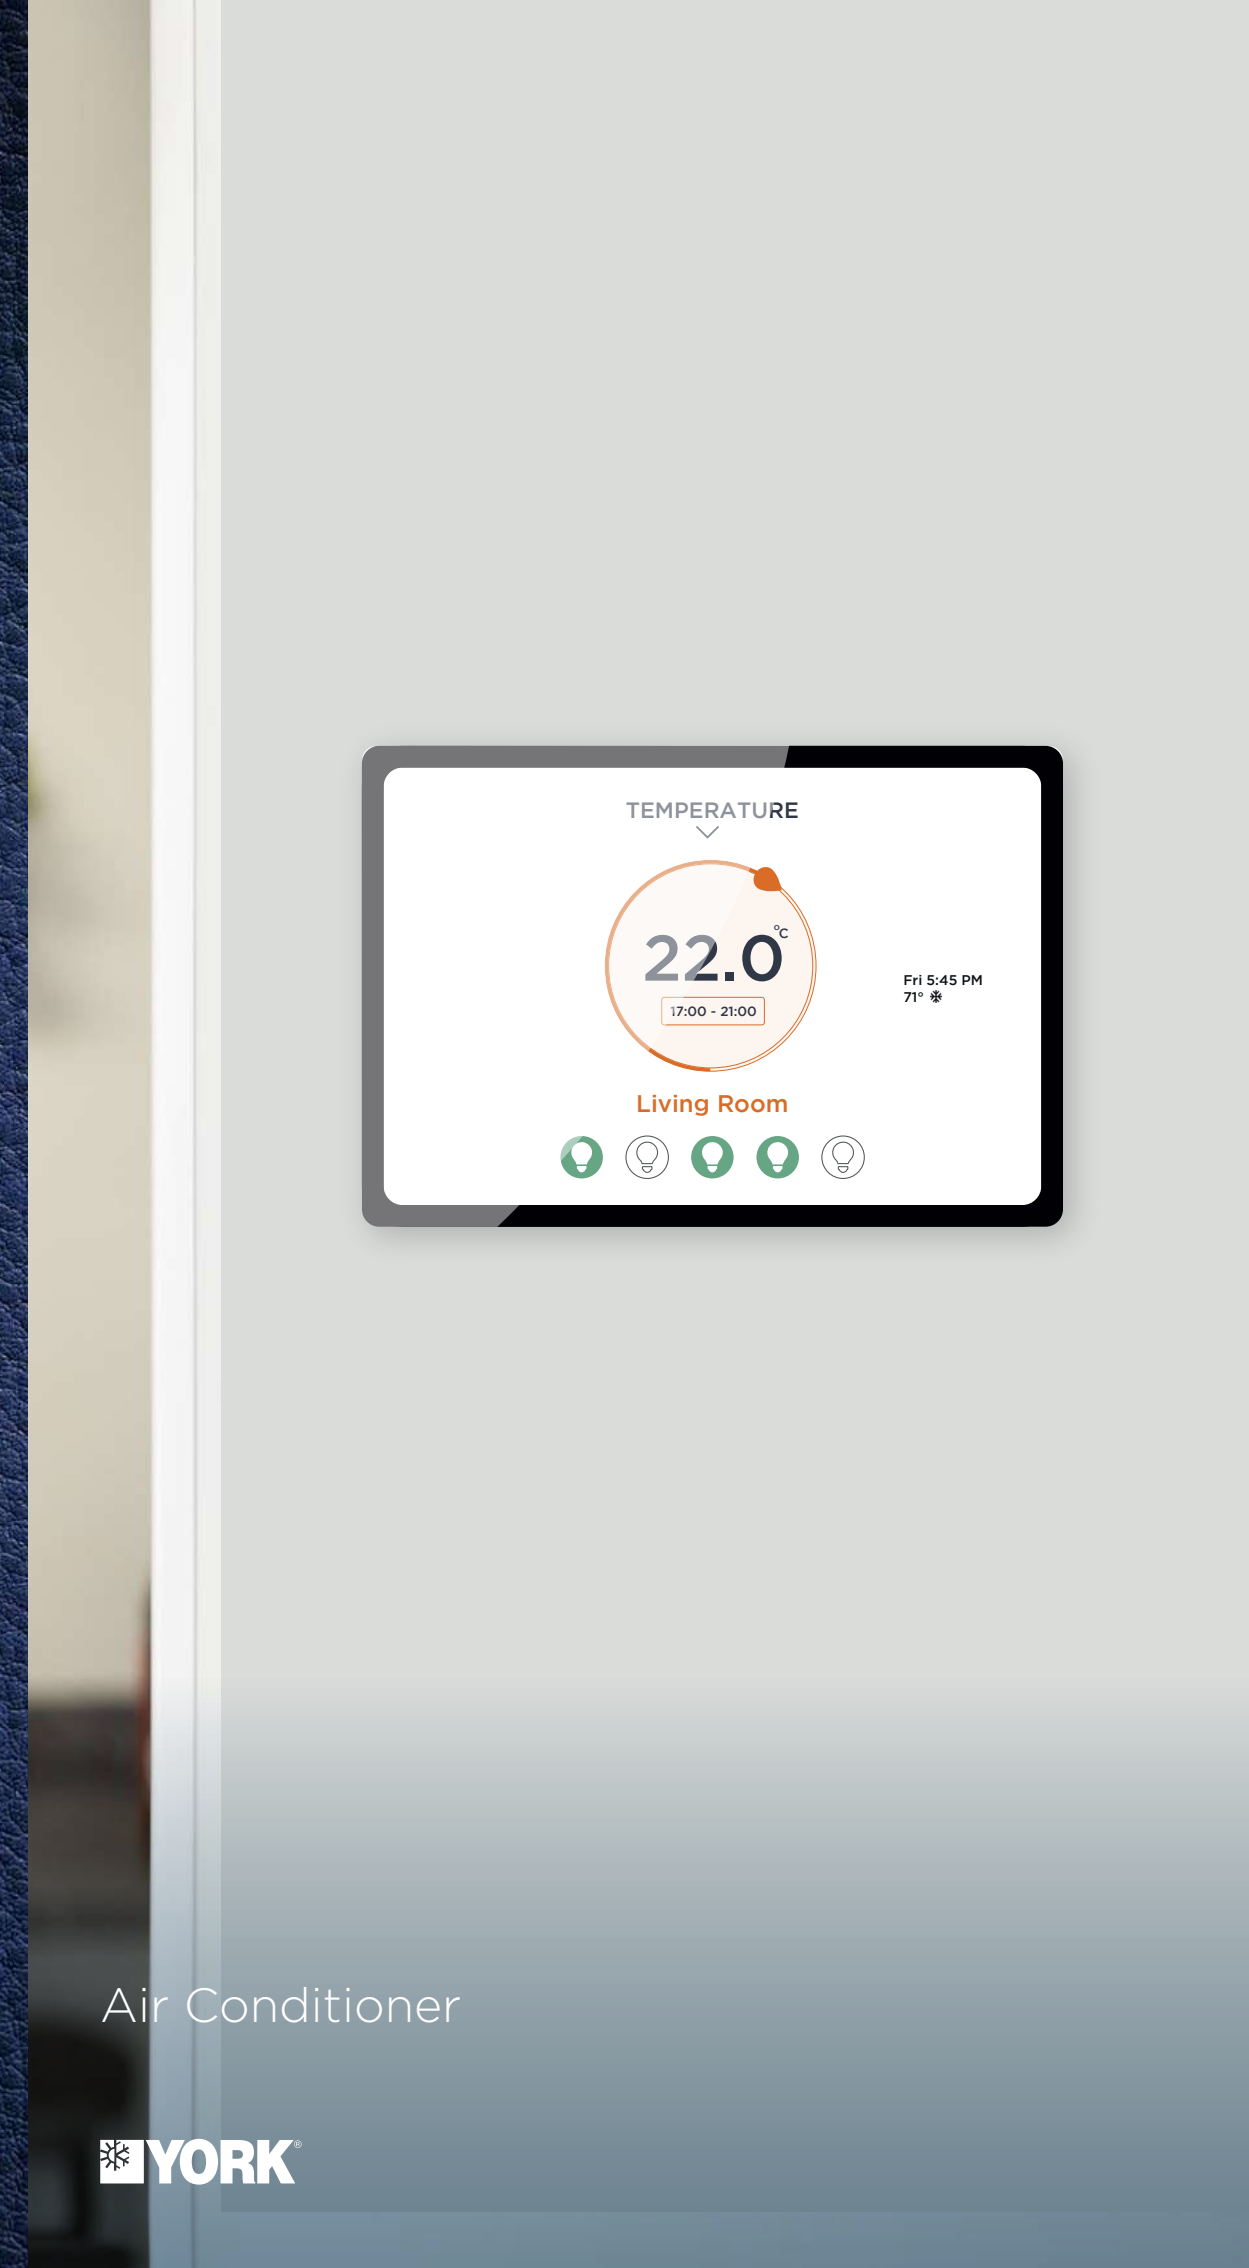 TEMPERATURE
22.0°C
17:00 - 21:00
Fri 5:45 PM
71°
Living Room
Air Conditioner
YORK®